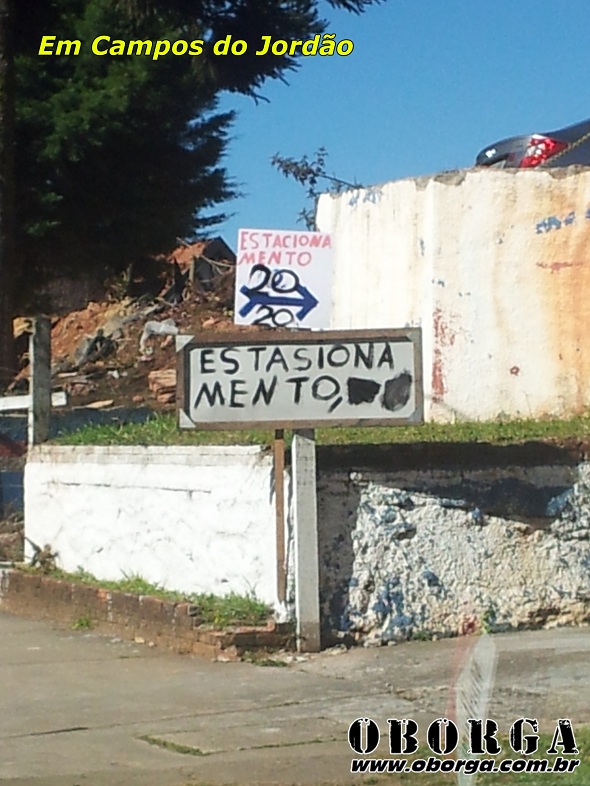 Em Campos do Jordão
ESTACIONA
MENTO
20
20
ESTASIONA
MENTO,
OBORGA
www.oborga.com.br